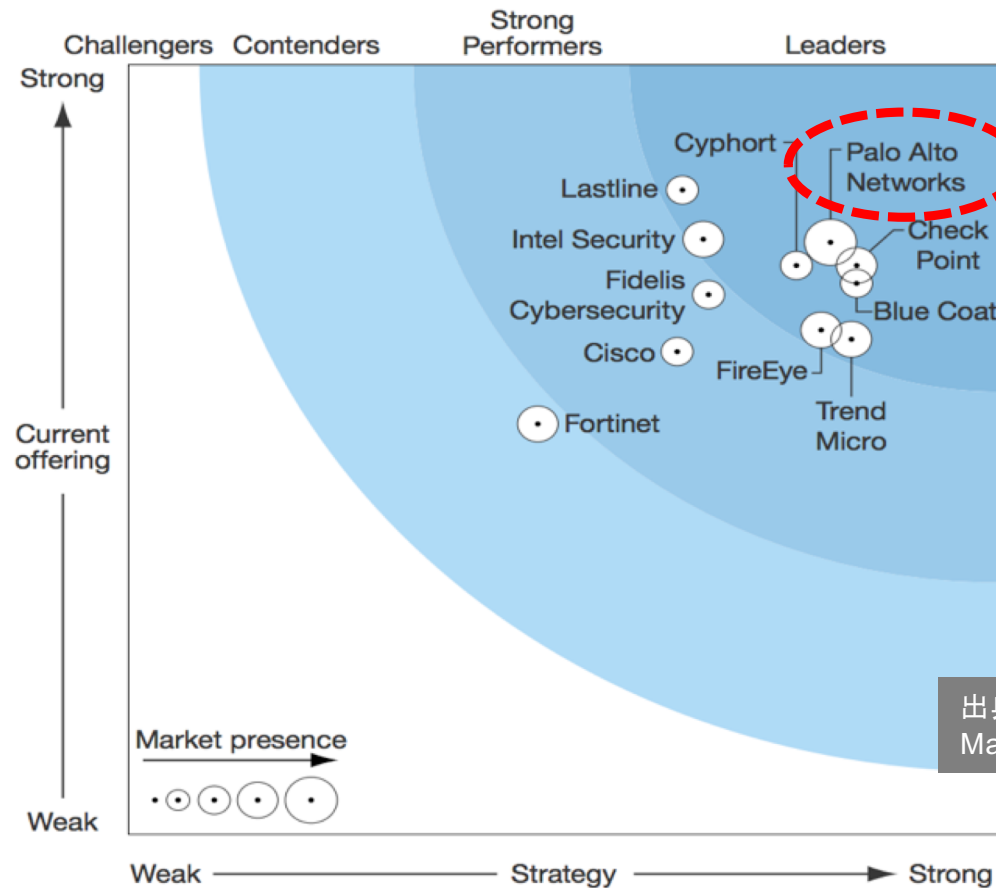 Strong
Performers
Challengers
Contenders
Leaders
Strong
Cyphort
Palo Alto
Networks
Lastline
Intel Security
Check
Point
Fidelis
Cybersecurity
Blue Coat
Cisco
FireEye
Fortinet
Trend
Micro
Current
offering
Market presence
Weak
Weak
Strategy
Strong